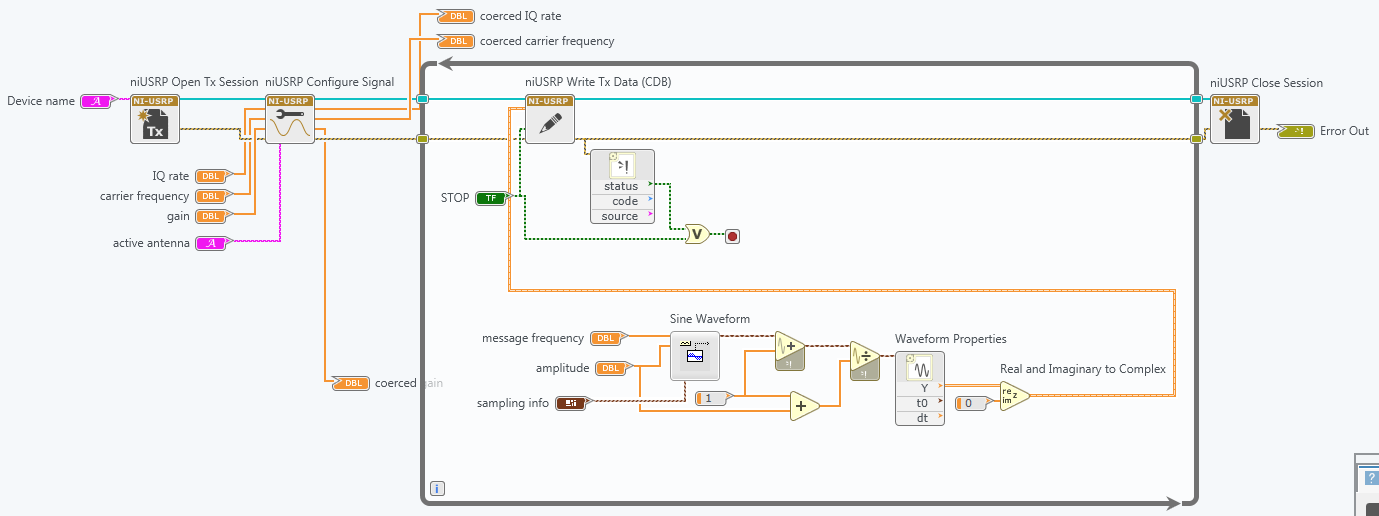 DBL coerced IQ rate
DBL coerced carrier frequency
niUSRP Open Tx Session niUSRP Configure Signal niUSRP Write Tx Data (CDB) niUSRP Close Session
Device name A NI-USRP NI-USRP NI-USRP NI-USRP
Tx
Error Out
IQ rate DBL
carrier frequency DBL
gain DBL
active antenna A
STOP TF
status
code
source
V
Sine Waveform
message frequency DBL
Waveform Properties
amplitude DBL
Real and Imaginary to Complex
DBL coerced gain
sampling info
1
+
+
÷
Y
t0
dt
0
re
im
z
i
?